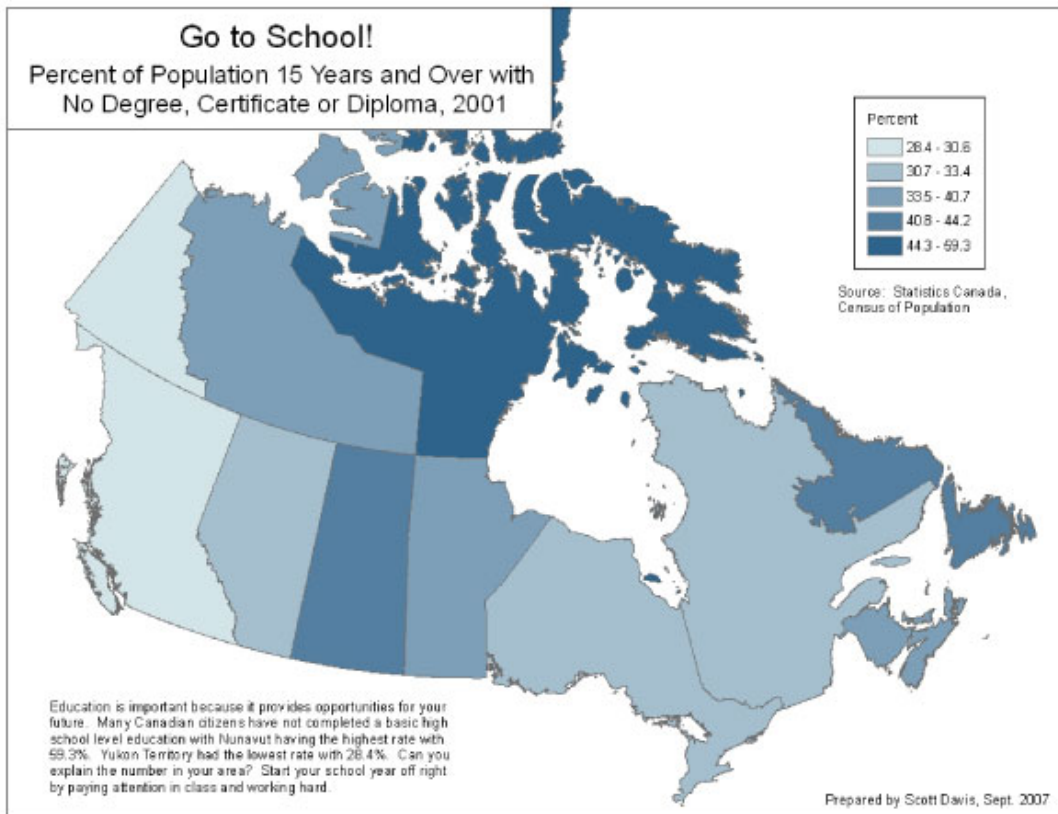 Go to School!
Percent of Population 15 Years and Over with
No Degree, Certificate or Diploma, 2001
Percent
28.4 - 30.6
30.7 - 33.4
33.5 - 40.7
40.8 - 44.2
44.3 - 59.3
Source: Statistics Canada,
Census of Population
Education is important because it provides opportunities for your
future. Many Canadian citizens have not completed a basic high
school level education with Nunavut having the highest rate with
59.3%. Yukon Territory had the lowest rate with 28.4%. Can you
explain the number in your area? Start your school year off right
by paying attention in class and working hard.
Prepared by Scott Davis, Sept. 2007